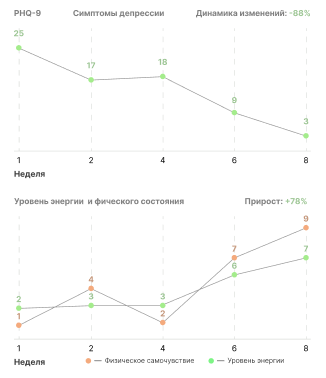 PHQ-9 Симптомы депрессии Динамика изменений: -88%
25
17
18
9
3
1 2 4 6 8
Неделя
Уровень энергии и фического состояния Прирост: +78%
9
7
7
6
4
3
3
2
2
1
1 2 4 6 8
Неделя — Физическое самочувствие — Уровень энергии